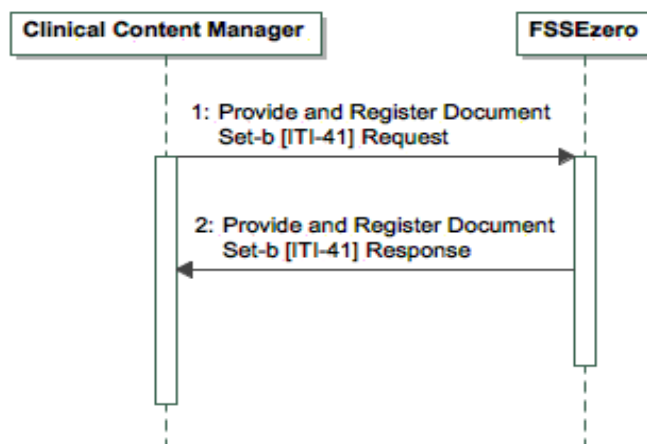 Clinical Content Manager
FSSEzero
1: Provide and Register Document
Set-b [ITI-41] Request
2: Provide and Register Document
Set-b [ITI-41] Response